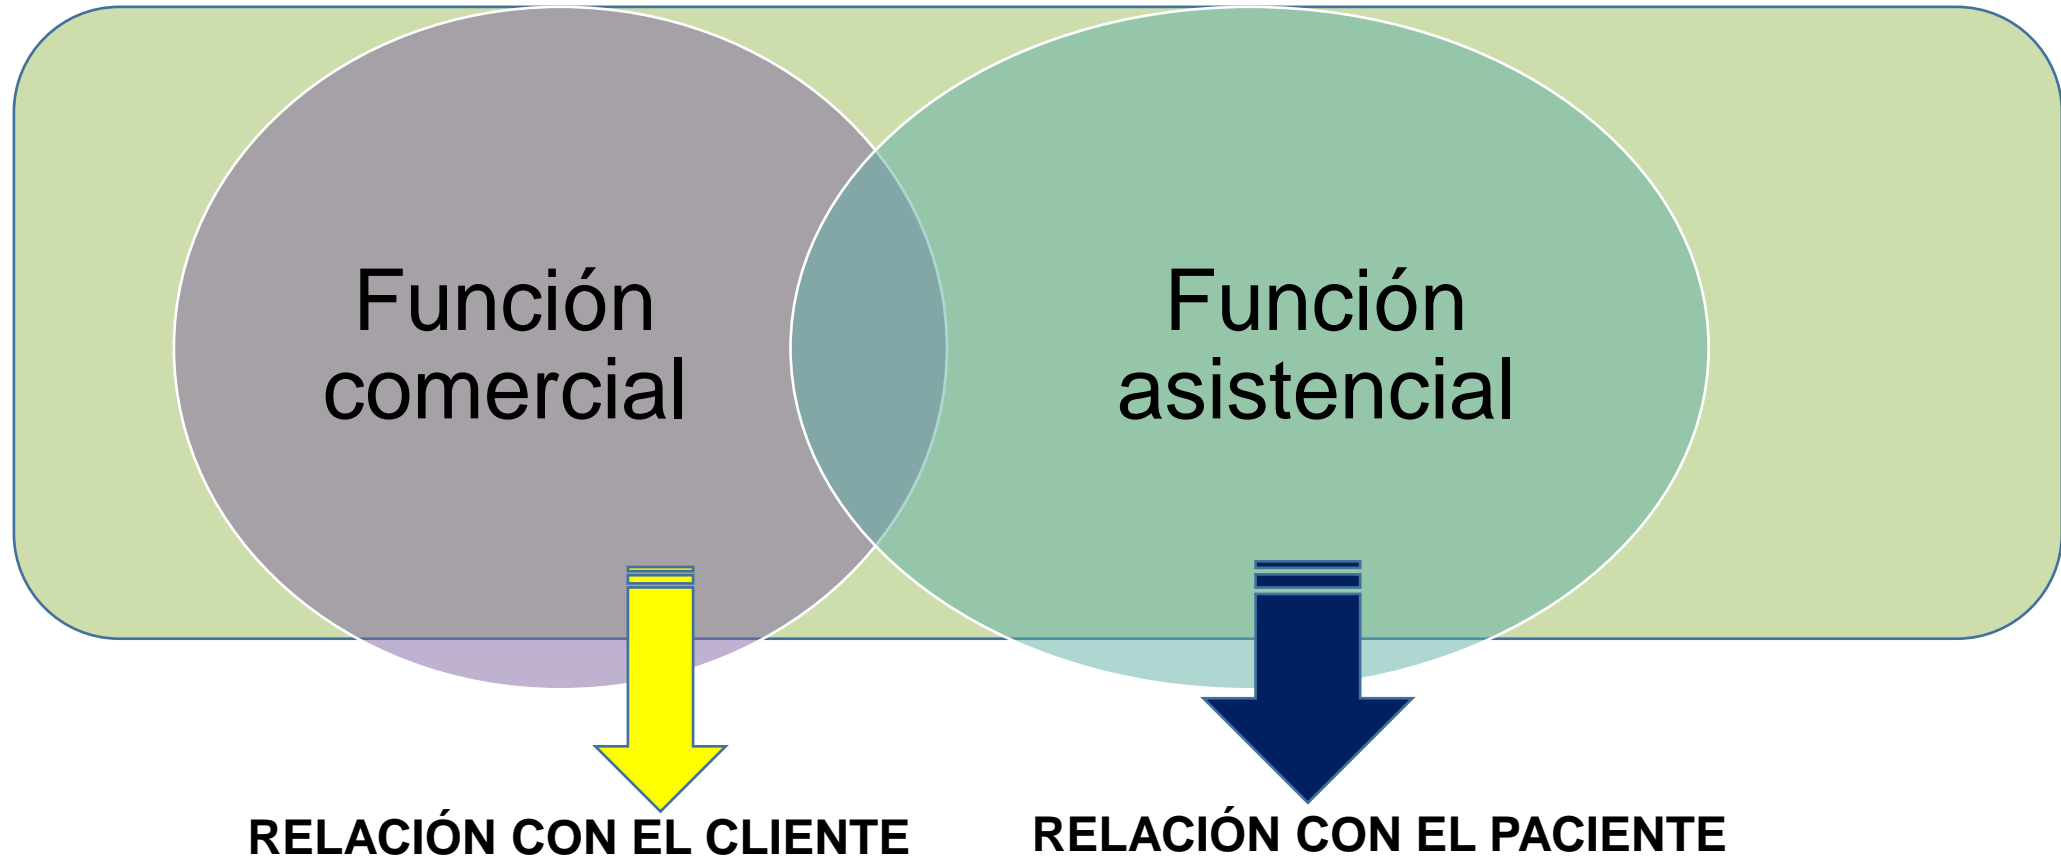 Función
comercial
Función
asistencial
RELACIÓN CON EL CLIENTE
RELACIÓN CON EL PACIENTE